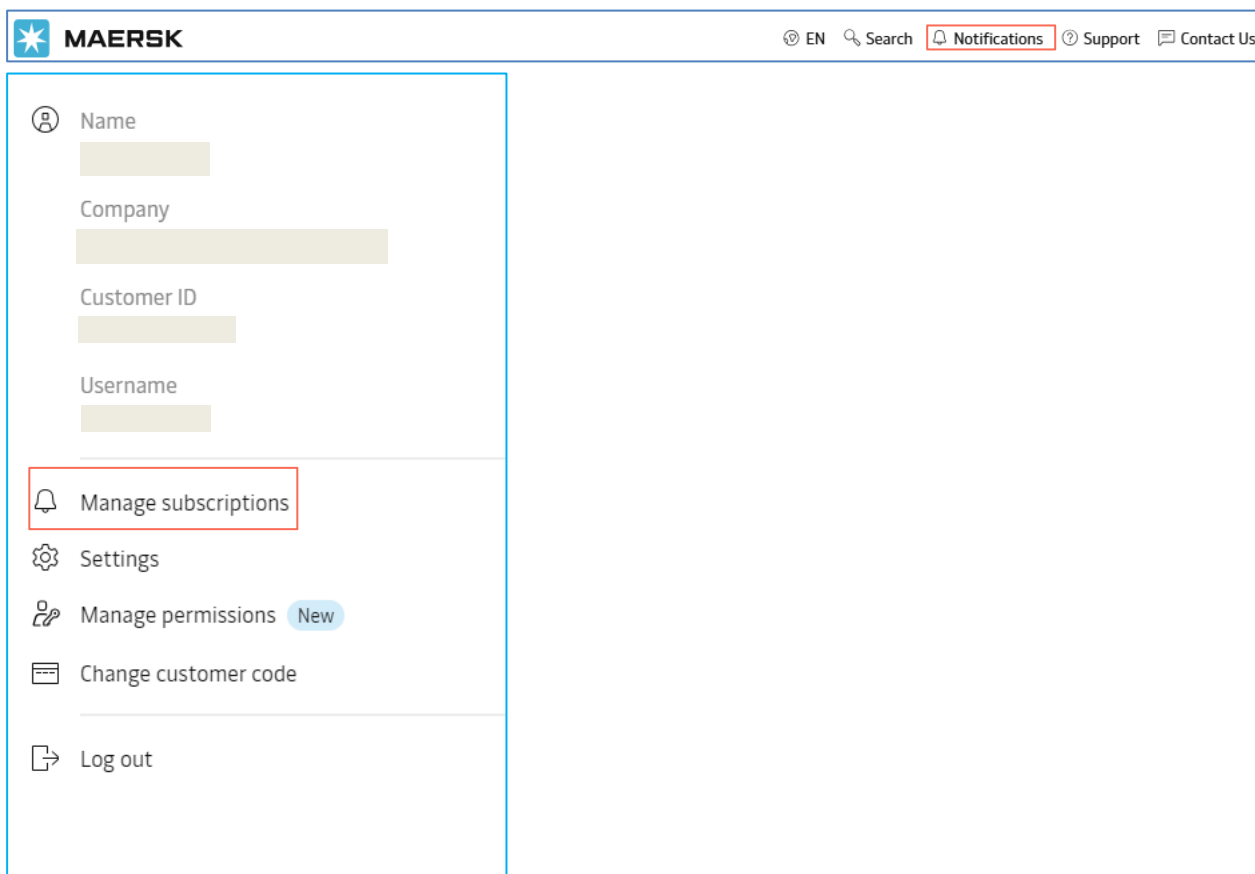 MAERSK EN Search Notifications Support Contact Us
Name
Company
Customer ID
Username
Manage subscriptions
Settings
Manage permissions New
Change customer code
Log out